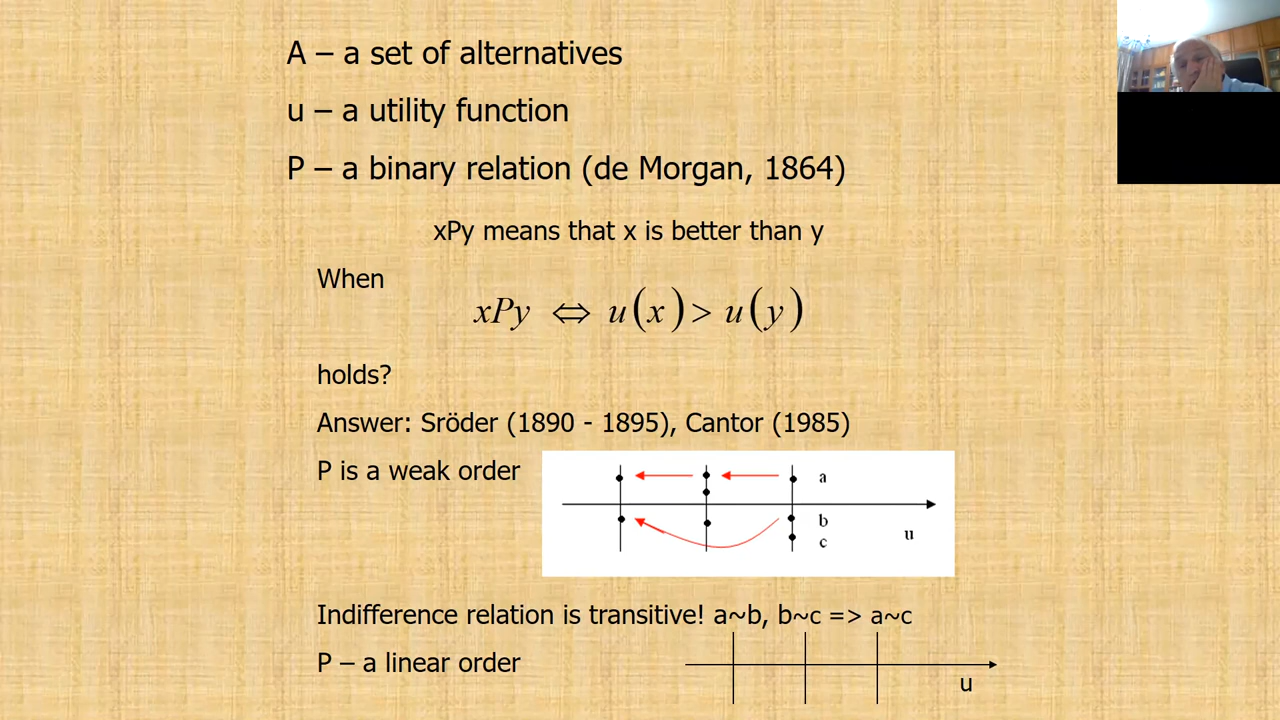 A – a set of alternatives
u – a utility function
P – a binary relation (de Morgan, 1864)
xPy means that x is better than y
When
xPy ⇔ u(x) > u(y)
holds?
Answer: Sröder (1890 - 1895), Cantor (1985)
P is a weak order
a
b
c
u
Indifference relation is transitive! a~b, b~c => a~c
P – a linear order
u